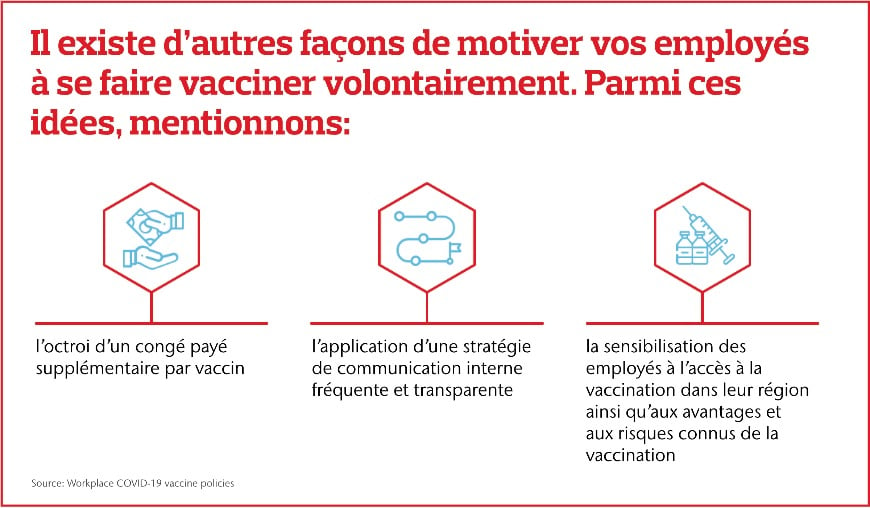 Il existe d’autres façons de motiver vos employés
à se faire vacciner volontairement. Parmi ces
idées, mentionnons:
l’octroi d’un congé payé
supplémentaire par vaccin
l’application d’une stratégie
de communication interne
fréquente et transparente
la sensibilisation des
employés à l’accès à la
vaccination dans leur région
ainsi qu’aux avantages et
aux risques connus de la
vaccination
Source: Workplace COVID-19 vaccine policies